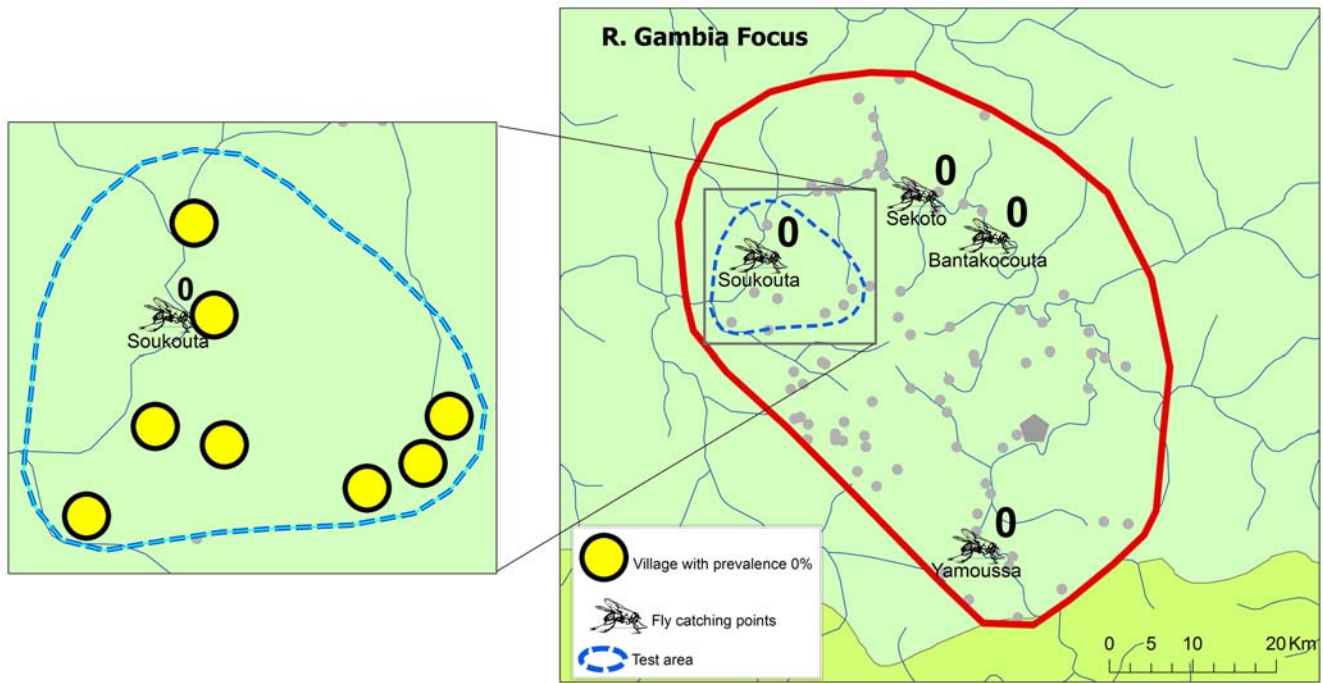 R. Gambia Focus
0
Sekoto
0
Bantakocouta
0
Soukouta
0
Soukouta
0
Yamoussa
Village with prevalence 0%
Fly catching points
Test area
0 5 10 20 Km